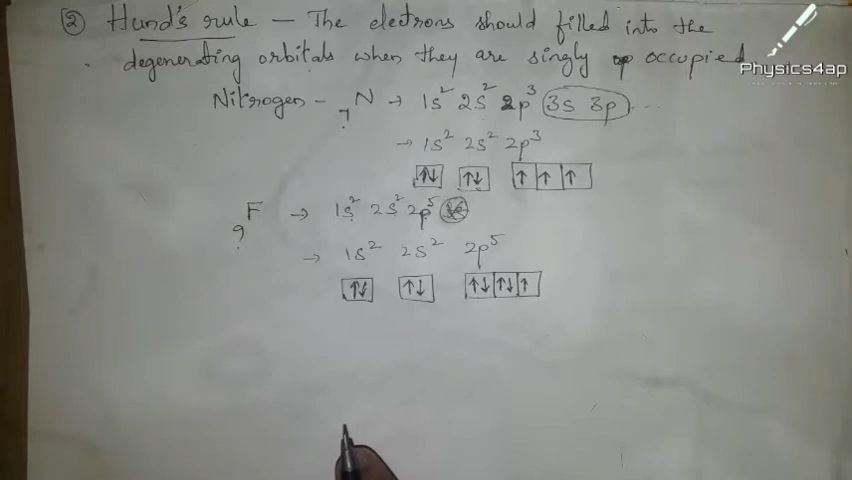 ② Hund's rule — The electrons should filled into the
degenerating orbitals when they are singly occupied
Physics4ap
Nitrogen - ₇N → 1s² 2s² 2p³ 3s 3p ...
→ 1s² 2s² 2p³
↑↓ ↑↓ ↑ ↑ ↑
₉F → 1s² 2s² 2p⁵
→ 1s² 2s² 2p⁵
↑↓ ↑↓ ↑↓ ↑↓ ↑